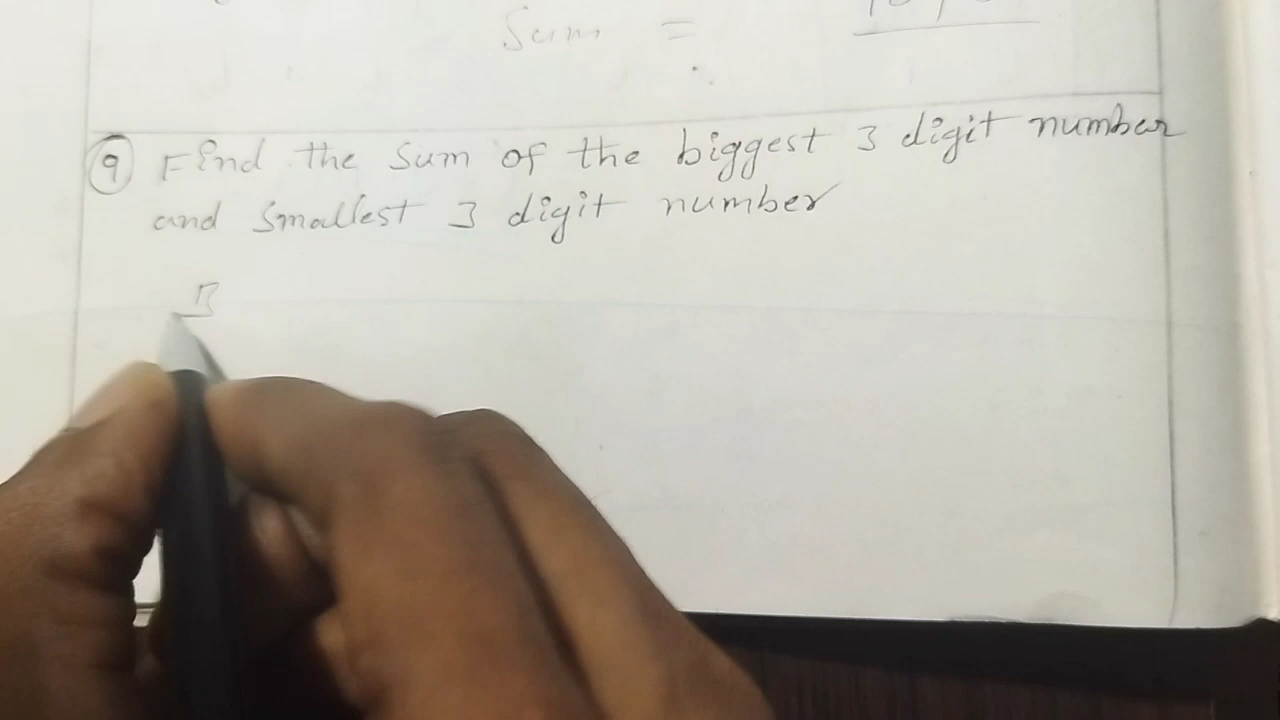 Sum =
9 Find the sum of the biggest 3 digit number
and smallest 3 digit number